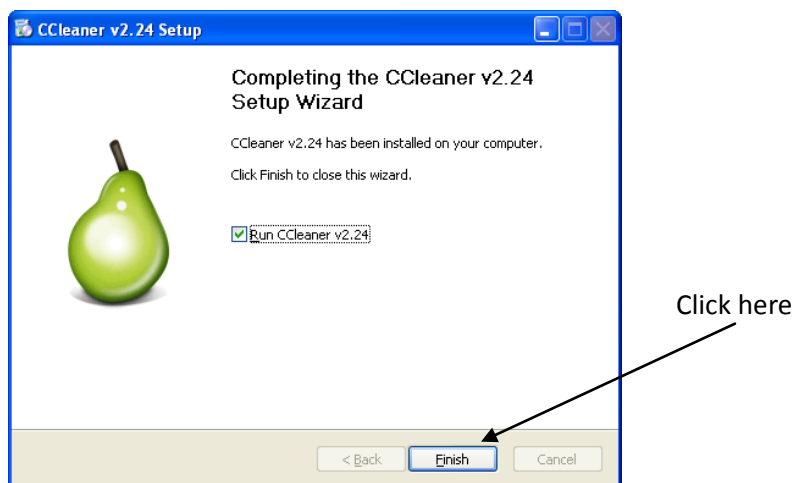 CCleaner v2.24 Setup
Completing the CCleaner v2.24
Setup Wizard
CCleaner v2.24 has been installed on your computer.
Click Finish to close this wizard.
Run CCleaner v2.24
Click here
< Back
Finish
Cancel